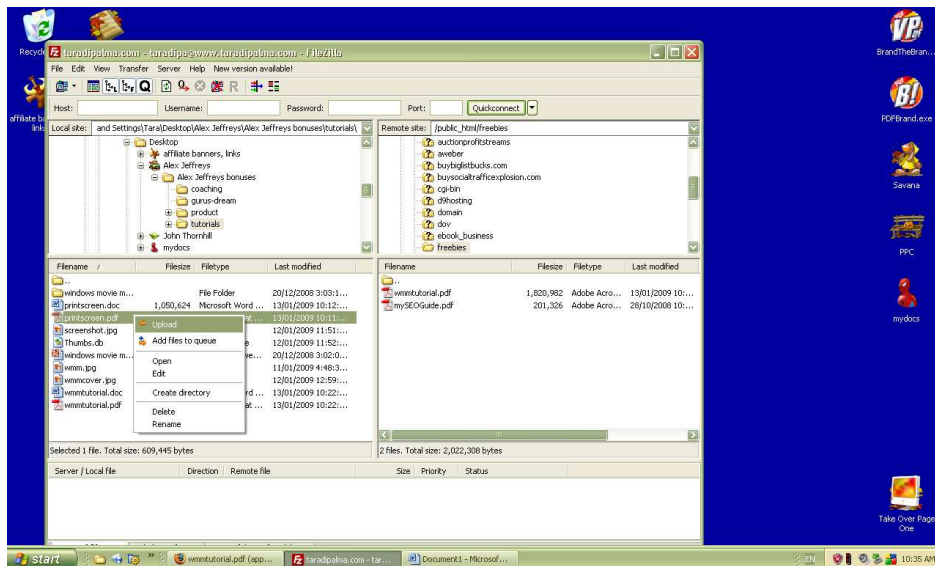 Recycle
taradipalma.com - taradipa@www.taradipalma.com - FileZilla
File Edit View Transfer Server Help New version available!
Host: Username: Password: Port: Quickconnect
Local site: and Settings\Tara\Desktop\Alex Jeffreys\Alex Jeffreys bonuses\tutorials\
Remote site: /public_html/freebies
Desktop
affiliate banners, links
Alex Jeffreys
Alex Jeffreys bonuses
coaching
gurus-dream
product
tutorials
John Thornhill
mydocs
auctionprofitstreams
aweber
buybiglistbucks.com
buysocialtrafficexplosion.com
cgi-bin
d9hosting
domain
dov
ebook_business
freebies
Filename / Filesize Filetype Last modified
..
windows movie m... File Folder 20/12/2008 3:03:1...
printscreen.doc 1,050,624 Microsoft Word ... 13/01/2009 10:12:...
printscreen.pdf at ... 13/01/2009 10:11:...
screenshot.jpg 12/01/2009 11:51:...
Thumbs.db e 12/01/2009 11:52:...
windows movie m... we... 20/12/2008 3:02:0...
wmm.jpg 11/01/2009 4:48:3...
wmmcover.jpg 12/01/2009 12:59:...
wmmtutorial.doc rd ... 13/01/2009 10:22:...
wmmtutorial.pdf at ... 13/01/2009 10:22:...
Upload
Add files to queue
Open
Edit
Create directory
Delete
Rename
Filename Filesize Filetype Last modified
..
wmmtutorial.pdf 1,820,982 Adobe Acro... 13/01/2009 10:...
mySEOGuide.pdf 201,326 Adobe Acro... 28/10/2008 10:...
Selected 1 file. Total size: 609,445 bytes
2 files. Total size: 2,022,308 bytes
Server / Local file Direction Remote file Size Priority Status
affiliate ba
link
BrandTheBran...
PDFBrand.exe
Savana
PPC
mydocs
Take Over Page
One
start
wmmtutorial.pdf (app...
taradipalma.com - tar...
Document1 - Microsof...
EN
10:35 AM